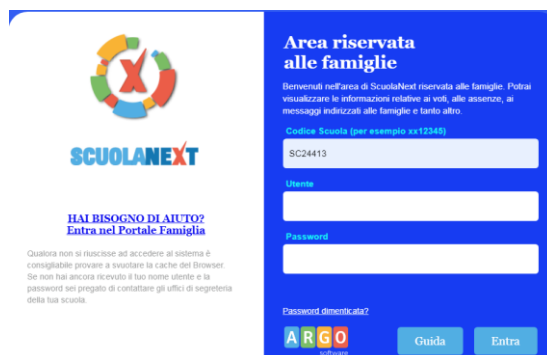 SCUOLANEXT
HAI BISOGNO DI AIUTO?
Entra nel Portale Famiglia
Qualora non si riuscisse ad accedere al sistema è
consigliabile provare a svuotare la cache del Browser.
Se non hai ancora ricevuto il tuo nome utente e la
password sei pregato di contattare gli uffici di segreteria
della tua scuola.
Area riservata
alle famiglie
Benvenuti nell'area di ScuolaNext riservata alle famiglie. Potrai
visualizzare le informazioni relative ai voti, alle assenze, ai
messaggi indirizzati alle famiglie e tanto altro.
Codice Scuola (per esempio xx12345)
SC24413
Utente
Password
Password dimenticata?
ARGO
software
Guida
Entra